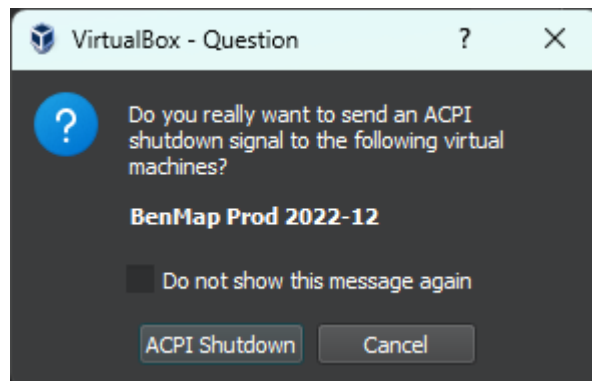 VirtualBox - Question
?
Do you really want to send an ACPI
shutdown signal to the following virtual
machines?
BenMap Prod 2022-12
Do not show this message again
ACPI Shutdown
Cancel